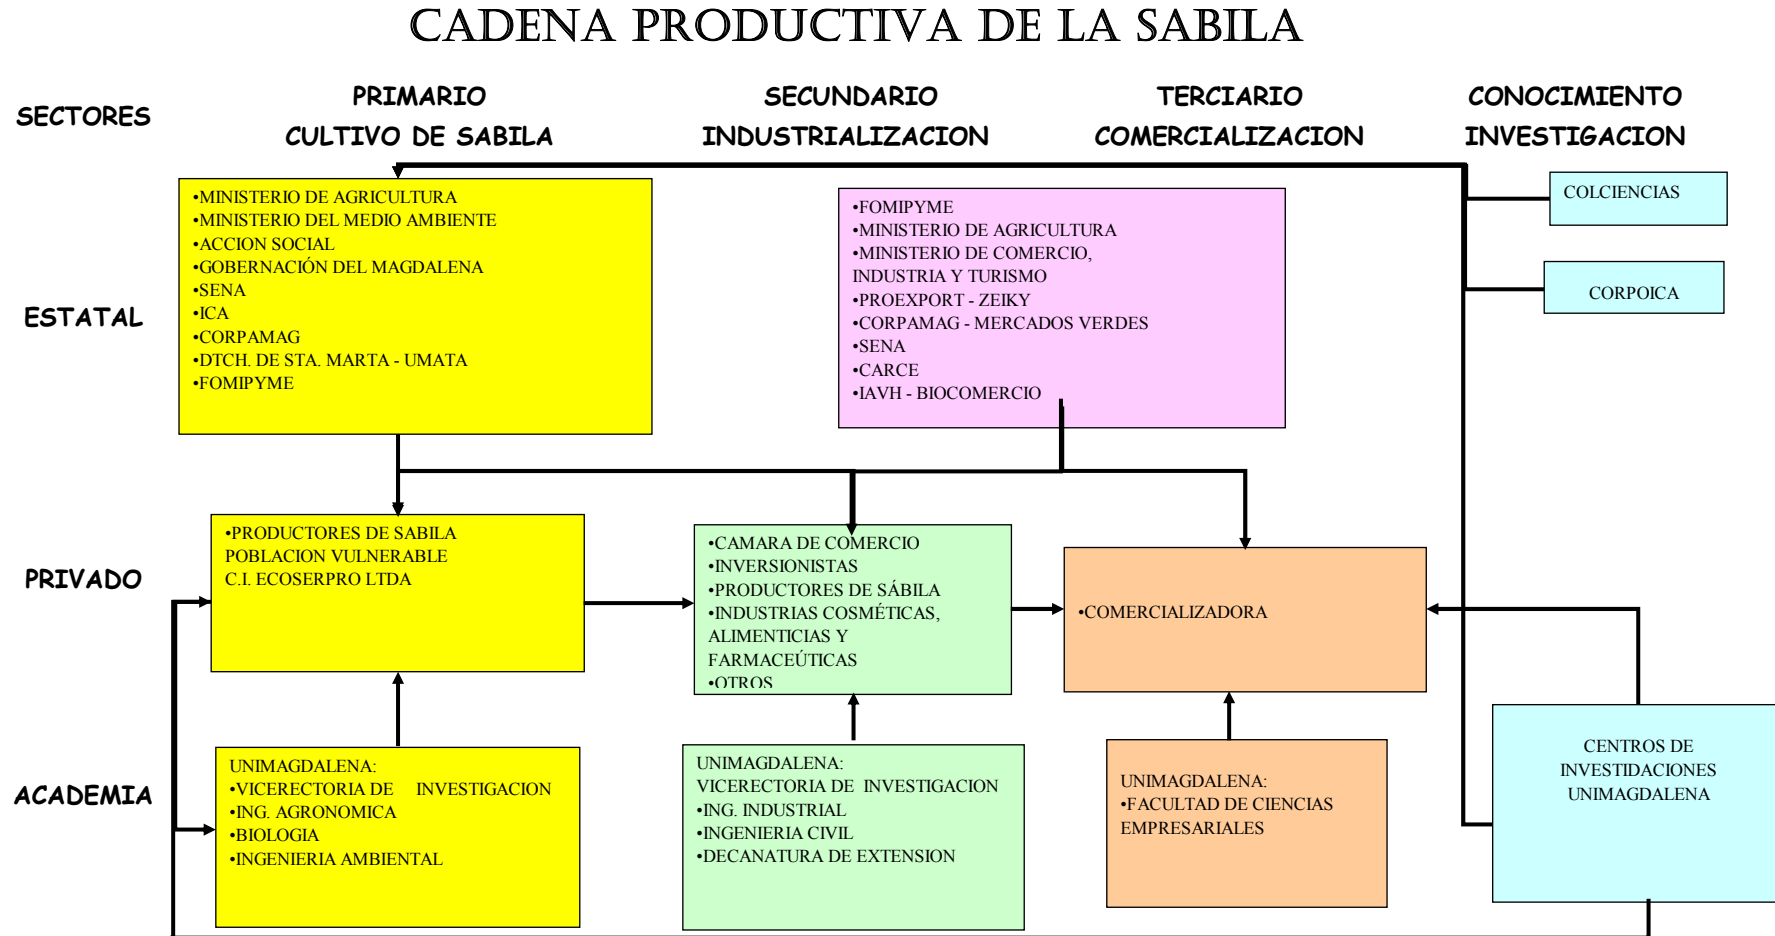 CADENA PRODUCTIVA DE LA SABILA
SECTORES
PRIMARIO
CULTIVO DE SABILA
SECUNDARIO
INDUSTRIALIZACION
TERCIARIO
COMERCIALIZACION
CONOCIMIENTO
INVESTIGACION
ESTATAL
•MINISTERIO DE AGRICULTURA
•MINISTERIO DEL MEDIO AMBIENTE
•ACCION SOCIAL
•GOBERNACIÓN DEL MAGDALENA
•SENA
•ICA
•CORPAMAG
•DTCH. DE STA. MARTA - UMATA
•FOMIPYME
•FOMIPYME
•MINISTERIO DE AGRICULTURA
•MINISTERIO DE COMERCIO,
INDUSTRIA Y TURISMO
•PROEXPORT - ZEIKY
•CORPAMAG - MERCADOS VERDES
•SENA
•CARCE
•IAVH - BIOCOMERCIO
COLCIENCIAS
CORPOICA
PRIVADO
•PRODUCTORES DE SABILA
POBLACION VULNERABLE
C.I. ECOSERPRO LTDA
•CAMARA DE COMERCIO
•INVERSIONISTAS
•PRODUCTORES DE SÁBILA
•INDUSTRIAS COSMÉTICAS,
ALIMENTICIAS Y
FARMACEÚTICAS
•OTROS
•COMERCIALIZADORA
ACADEMIA
UNIMAGDALENA:
•VICERECTORIA DE INVESTIGACION
•ING. AGRONOMICA
•BIOLOGIA
•INGENIERIA AMBIENTAL
UNIMAGDALENA:
VICERECTORIA DE INVESTIGACION
•ING. INDUSTRIAL
•INGENIERIA CIVIL
•DECANATURA DE EXTENSION
UNIMAGDALENA:
•FACULTAD DE CIENCIAS
EMPRESARIALES
CENTROS DE
INVESTIDACIONES
UNIMAGDALENA